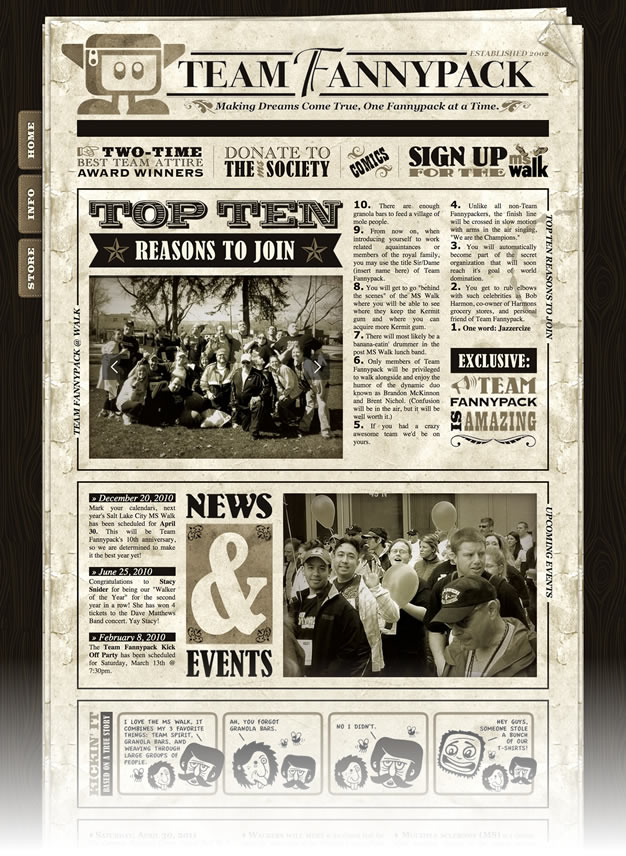 ESTABLISHED 2002
TEAM FANNYPACK
Making Dreams Come True, One Fannypack at a Time.
HOME
INFO
STORE
TWO-TIME
BEST TEAM ATTIRE
AWARD WINNERS
DONATE TO
THE ms SOCIETY
COMICS
SIGN UP
FOR THE
ms walk
TOP TEN
REASONS TO JOIN
TEAM FANNYPACK @ WALK
10. There are enough
granola bars to feed a village of
mole people.
9. From now on, when
introducing yourself to work
related aquaintances or
members of the royal family,
you may use the title Sir/Dame
(insert name here) of Team
Fannypack.
8. You will get to go "behind
the scenes" of the MS Walk
where you will be able to see
where they keep the Kermit
gum and where you can
acquire more Kermit gum.
7. There will most likely be a
banana-eatin' drummer in the
post MS Walk lunch band.
6. Only members of Team
Fannypack will be privileged
to walk alongside and enjoy the
humor of the dynamic duo
known as Brandon McKinnon
and Brent Nichol. (Confusion
will be in the air, but it will be
well worth it.)
5. If you had a crazy
awesome team we'd be on
yours.
4. Unlike all non-Team
Fannypackers, the finish line
will be crossed in slow motion
with arms in the air singing,
"We are the Champions."
3. You will automatically
become part of the secret
organization that will soon
reach it's goal of world
domination.
2. You get to rub elbows
with such celebrities as Bob
Harmon, co-owner of Harmons
grocery stores, and personal
friend of Team Fannypack.
1. One word: Jazzercize
TOP TEN REASONS TO JOIN
EXCLUSIVE:
TEAM
FANNYPACK
IS AMAZING
» December 20, 2010
Mark your calendars, next
year's Salt Lake City MS Walk
has been scheduled for April
30. This will be Team
Fannypack's 10th anniversary,
so we are determined to make
it the best year yet!
» June 25, 2010
Congratulations to Stacy
Snider for being our "Walker
of the Year" for the second
year in a row! She has won 4
tickets to the Dave Matthews
Band concert. Yay Stacy!
» February 8, 2010
The Team Fannypack Kick
Off Party has been scheduled
for Saturday, March 13th @
7:30pm.
NEWS
&
EVENTS
UPCOMING EVENTS
KICKIN' IT
BASED ON A TRUE STORY
I LOVE THE MS WALK, IT
COMBINES MY 3 FAVORITE
THINGS: TEAM SPIRIT,
GRANOLA BARS, AND
WEAVING THROUGH
LARGE GROUPS OF
PEOPLE.
AH, YOU FORGOT
GRANOLA BARS.
NO I DIDN'T.
HEY GUYS,
SOMEONE STOLE
A BUNCH
OF OUR
T-SHIRTS!
• SATURDAY, APRIL 30, 2011
• WALKERS WILL MEET
• MULTIPLE SCLEROSIS (MS)